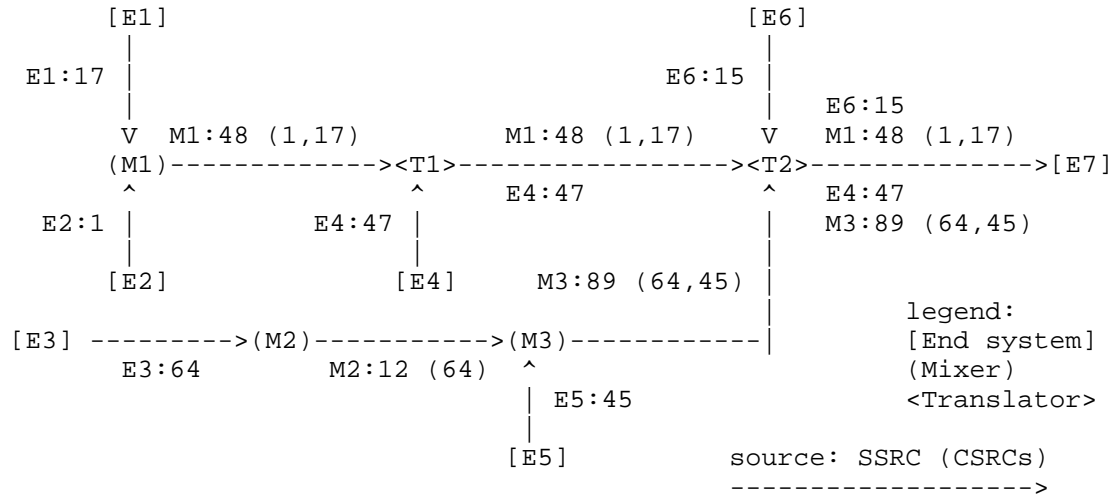 [E1] [E6]
E1:17 E6:15
E6:15
M1:48 (1,17) M1:48 (1,17) M1:48 (1,17)
(M1) <T1> <T2> [E7]
E4:47 E4:47
E2:1 E4:47 M3:89 (64,45)
[E2] [E4] M3:89 (64,45)
legend:
[E3] (M2) (M3) [End system]
E3:64 M2:12 (64) (Mixer)
E5:45 <Translator>
[E5] source: SSRC (CSRCs)